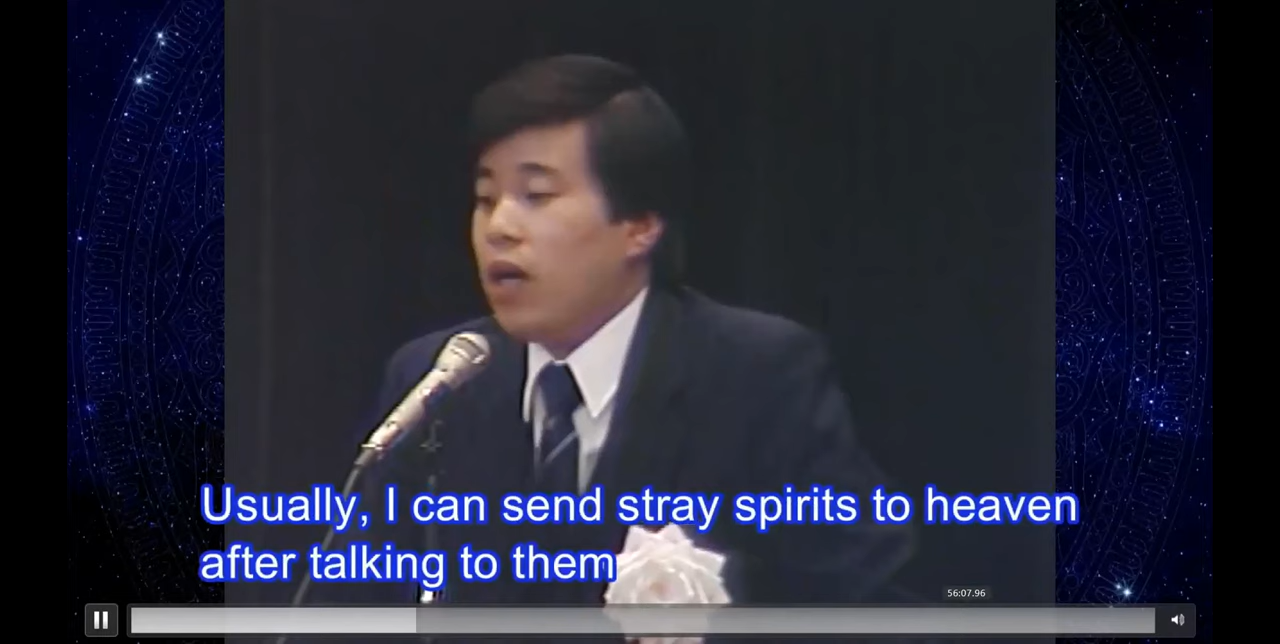 Usually, I can send stray spirits to heaven
after talking to them
56:07.96